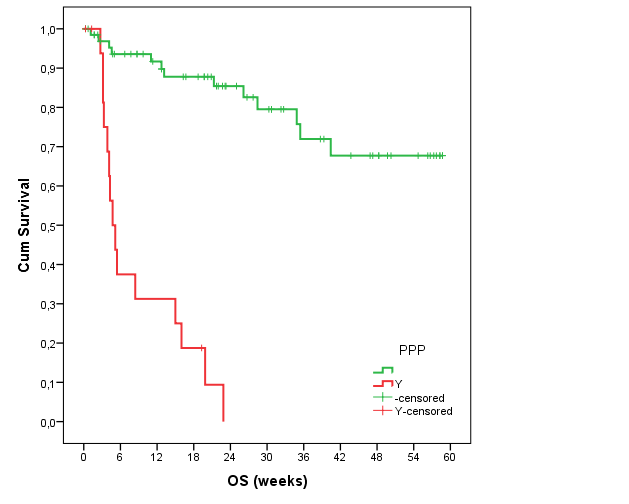 1,0
0,9
0,8
0,7
0,6
0,5
0,4
0,3
0,2
0,1
0,0
Cum Survival
PPP
Y
-censored
Y-censored
0 6 12 18 24 30 36 42 48 54 60
OS (weeks)